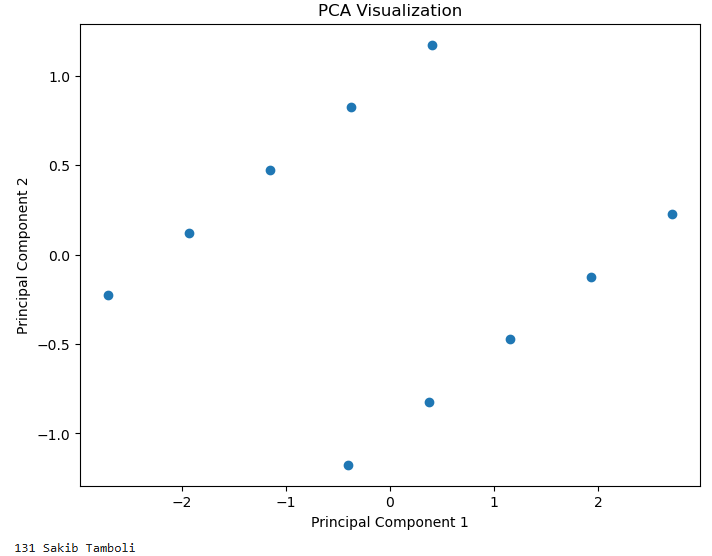 PCA Visualization
1.0
0.5
0.0
−0.5
−1.0
Principal Component 2
−2
−1
0
1
2
Principal Component 1
131 Sakib Tamboli